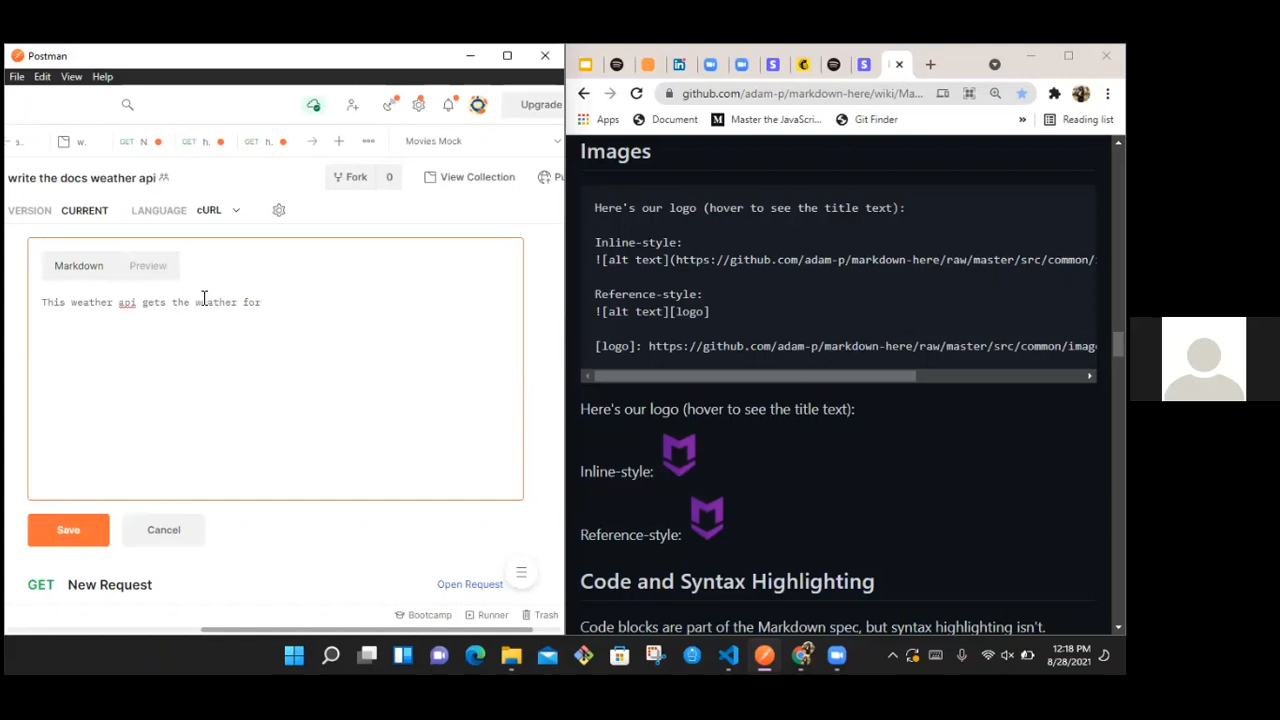 Postman
File Edit View Help
Upgrade
w.
GET N.
GET h.
GET h.
Movies Mock
write the docs weather api
Fork 0
View Collection
VERSION CURRENT LANGUAGE cURL
Markdown Preview
This weather api gets the weather for
Save Cancel
GET New Request Open Request
Bootcamp Runner Trash
github.com/adam-p/markdown-here/wiki/Ma...
Apps Document Master the JavaScri... Git Finder » Reading list
Images
Here's our logo (hover to see the title text):
Inline-style:
![alt text](https://github.com/adam-p/markdown-here/raw/master/src/common/
Reference-style:
![alt text][logo]
[logo]: https://github.com/adam-p/markdown-here/raw/master/src/common/imag
Here's our logo (hover to see the title text):
Inline-style:
Reference-style:
Code and Syntax Highlighting
Code blocks are part of the Markdown spec, but syntax highlighting isn't.
12:18 PM
8/28/2021